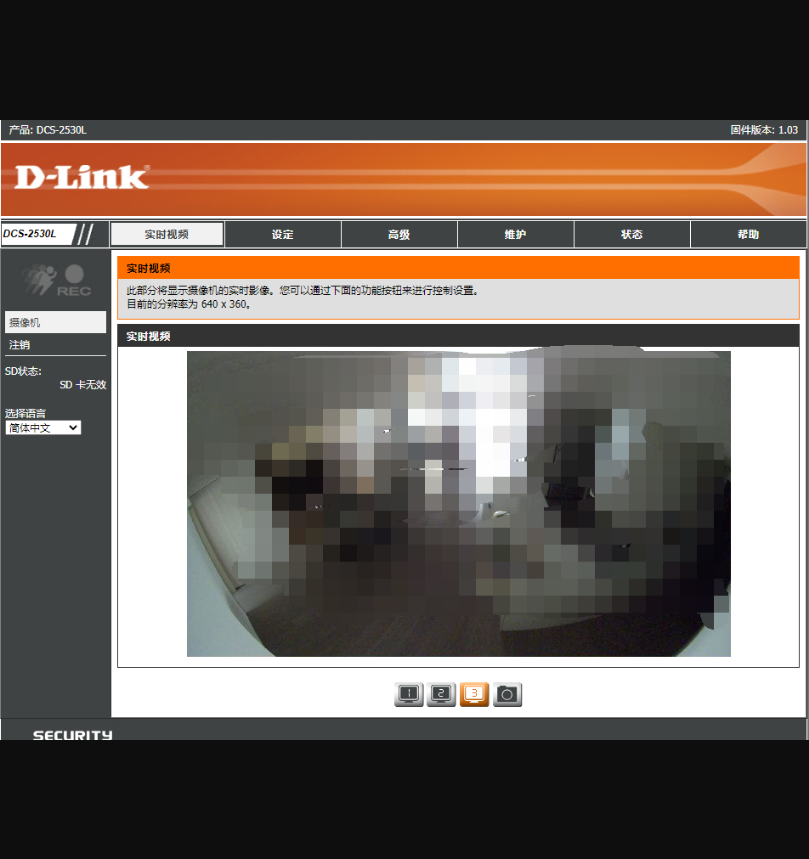 产品: DCS-2530L
固件版本: 1.03
D-Link
DCS-2530L
实时视频
设定
高级
维护
状态
帮助
REC
摄像机
注销
SD状态:
SD 卡无效
选择语言
简体中文
实时视频
此部分将显示摄像机的实时影像。您可以通过下面的功能按钮来进行控制设置。
目前的分辨率为 640 x 360。
实时视频
1
2
3
SECURITY